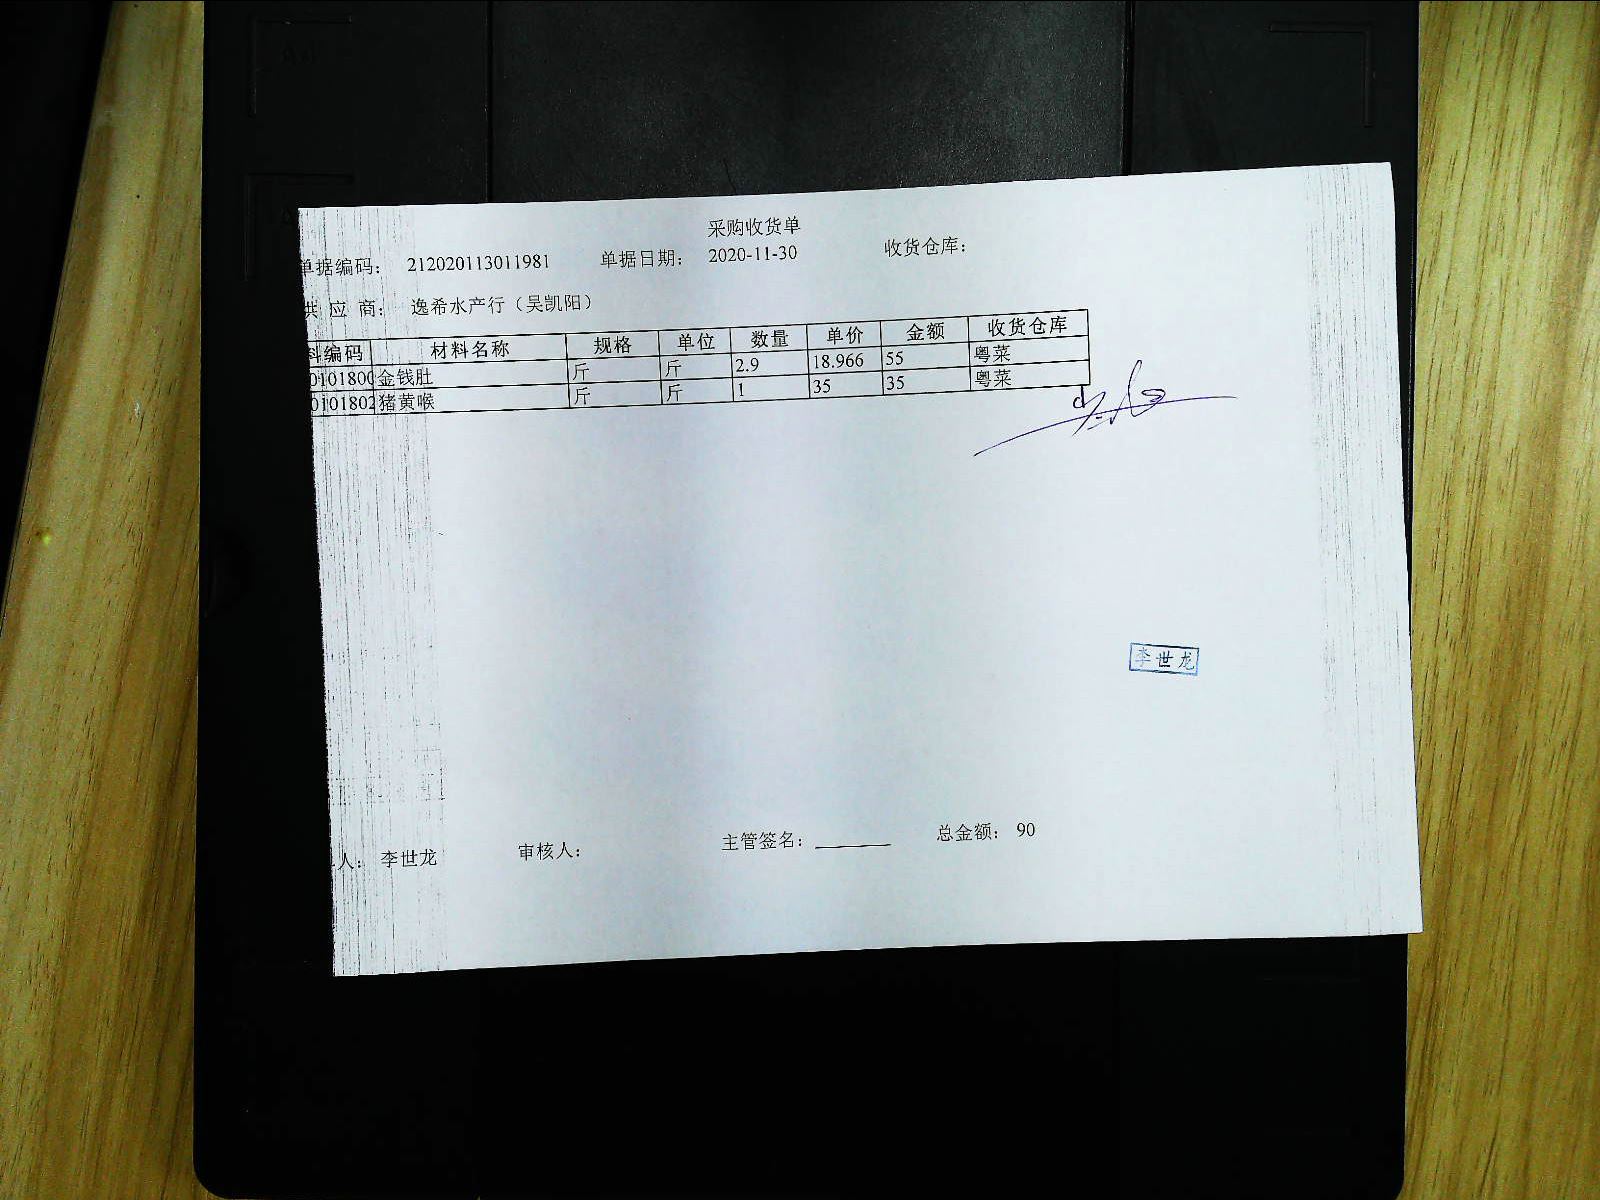 采购收货单
单据编码： 212020113011981 单据日期： 2020-11-30 收货仓库：
供 应 商： 逸希水产行（吴凯阳）
料编码 材料名称 规格 单位 数量 单价 金额 收货仓库
0101800 金钱肚 斤 斤 2.9 18.966 55 粤菜
0101802 猪黄喉 斤 斤 1 35 35 粤菜
李世龙
人： 李世龙 审核人： 主管签名： 总金额： 90